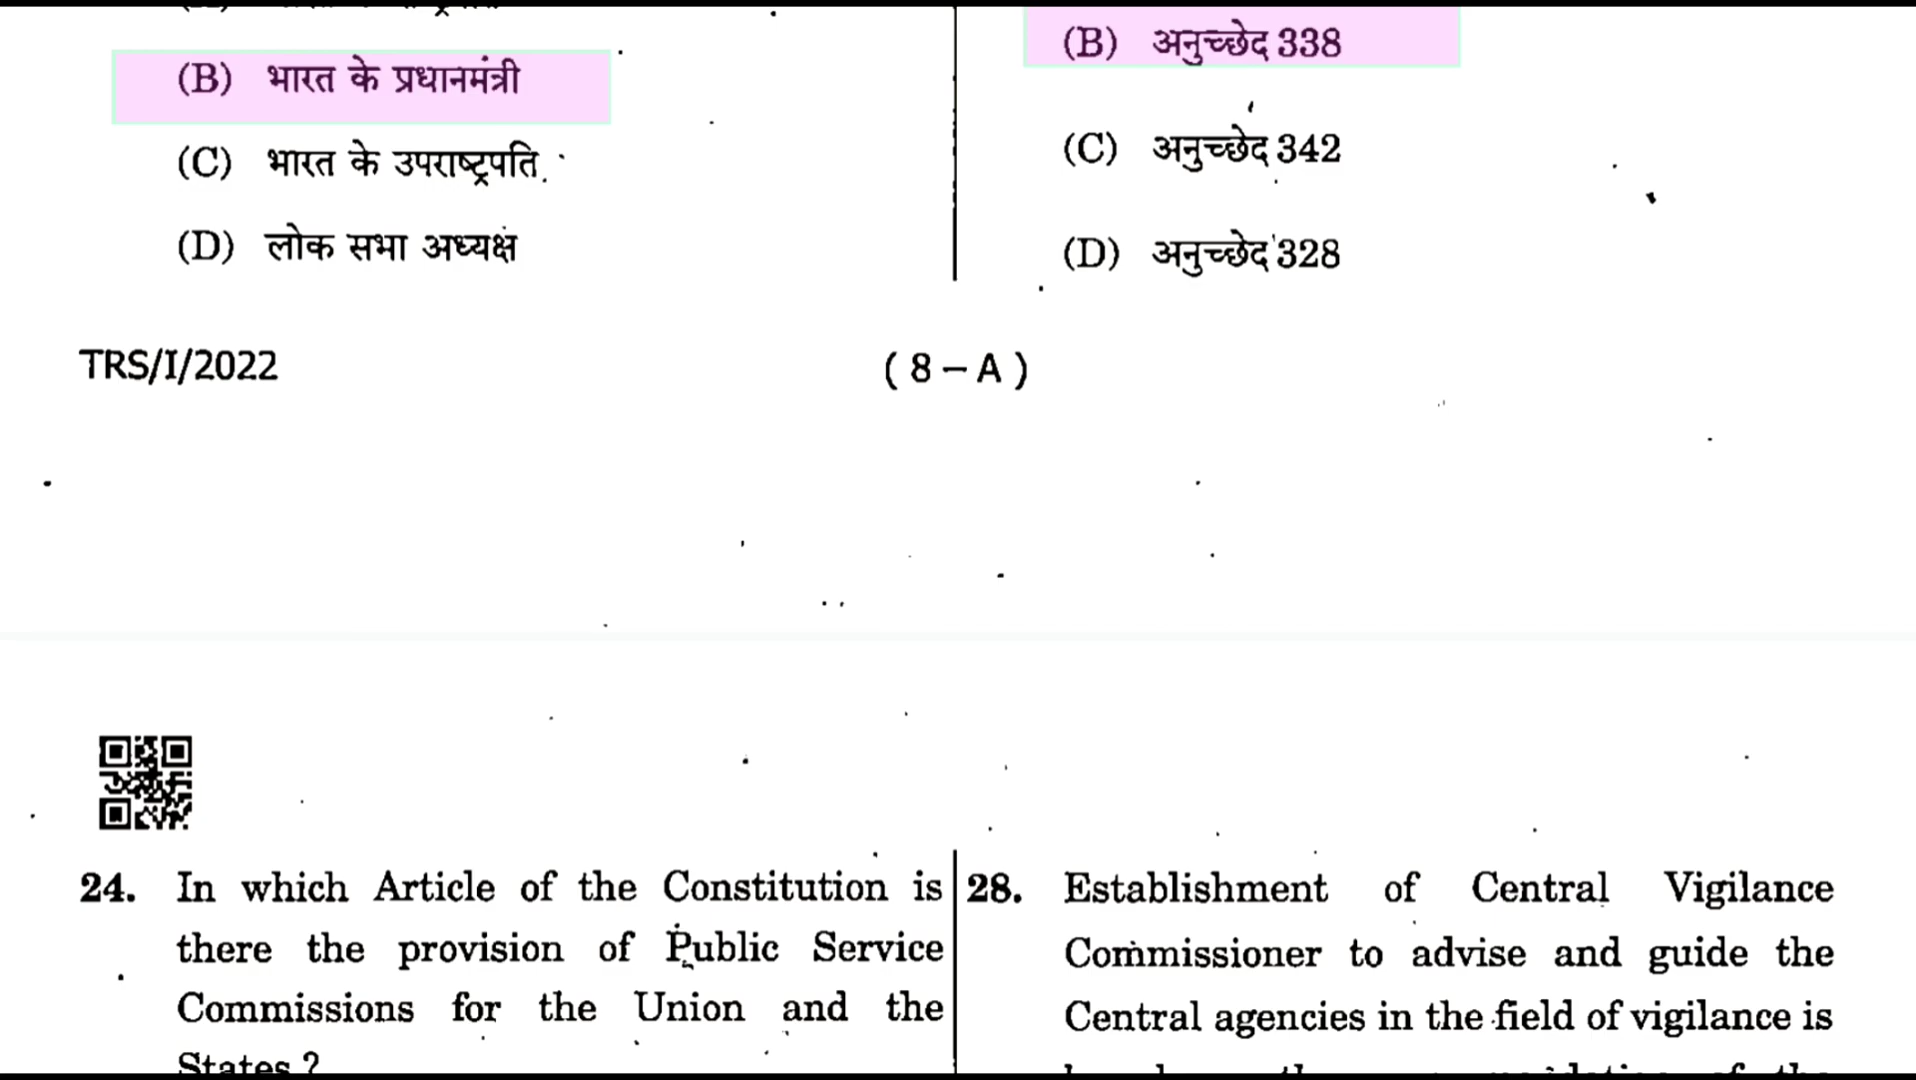 (B) भारत के प्रधानमंत्री
(C) भारत के उपराष्ट्रपति
(D) लोक सभा अध्यक्ष
(B) अनुच्छेद 338
(C) अनुच्छेद 342
(D) अनुच्छेद 328
TRS/I/2022
( 8 – A )
24. In which Article of the Constitution is
there the provision of Public Service
Commissions for the Union and the
States ?
28. Establishment of Central Vigilance
Commissioner to advise and guide the
Central agencies in the field of vigilance is